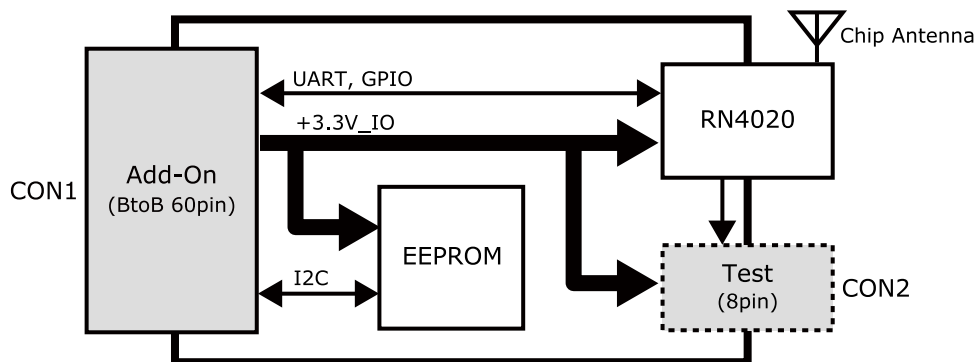 Chip Antenna
UART, GPIO
RN4020
+3.3V_IO
CON1
Add-On
(BtoB 60pin)
EEPROM
I2C
Test
(8pin)
CON2